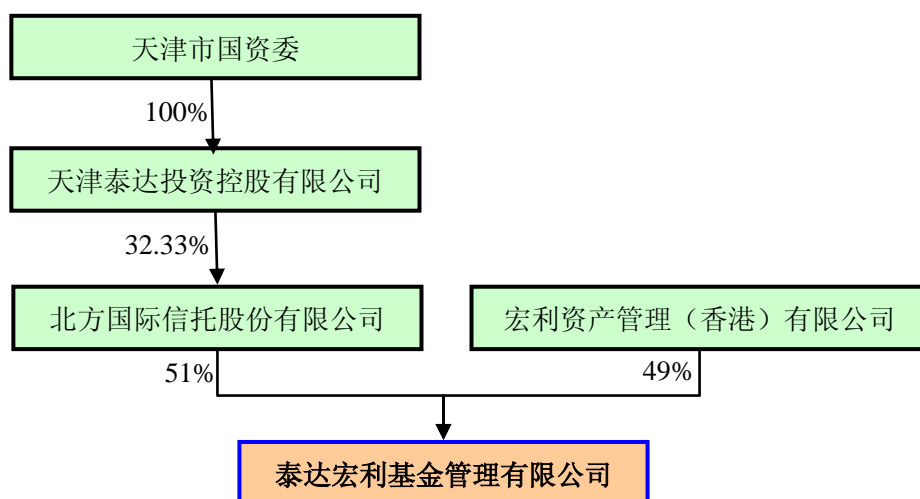 天津市国资委
100%
天津泰达投资控股有限公司
32.33%
北方国际信托股份有限公司
宏利资产管理（香港）有限公司
51%
49%
泰达宏利基金管理有限公司